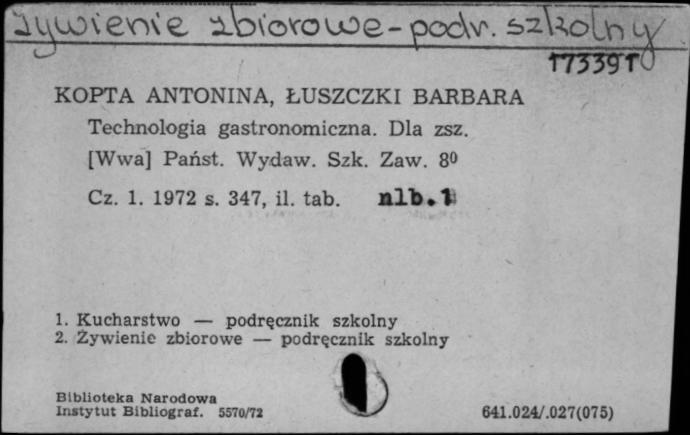 Żywienie zbiorowe - podr. szkolny
173391
KOPTA ANTONINA, ŁUSZCZKI BARBARA
Technologia gastronomiczna. Dla zsz.
[Wwa] Państ. Wydaw. Szk. Zaw. 8⁰
Cz. 1. 1972 s. 347, il. tab. nlb.1
1. Kucharstwo — podręcznik szkolny
2. Żywienie zbiorowe — podręcznik szkolny
Biblioteka Narodowa
Instytut Bibliograf. 5570/72 641.024/.027(075)